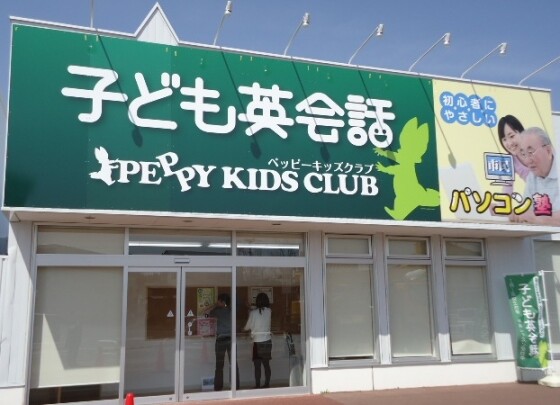 子ども英会話
ペッピーキッズクラブ
PEPPY KIDS CLUB
初心者に
やさしい
市民
パソコン塾
子ども英会話